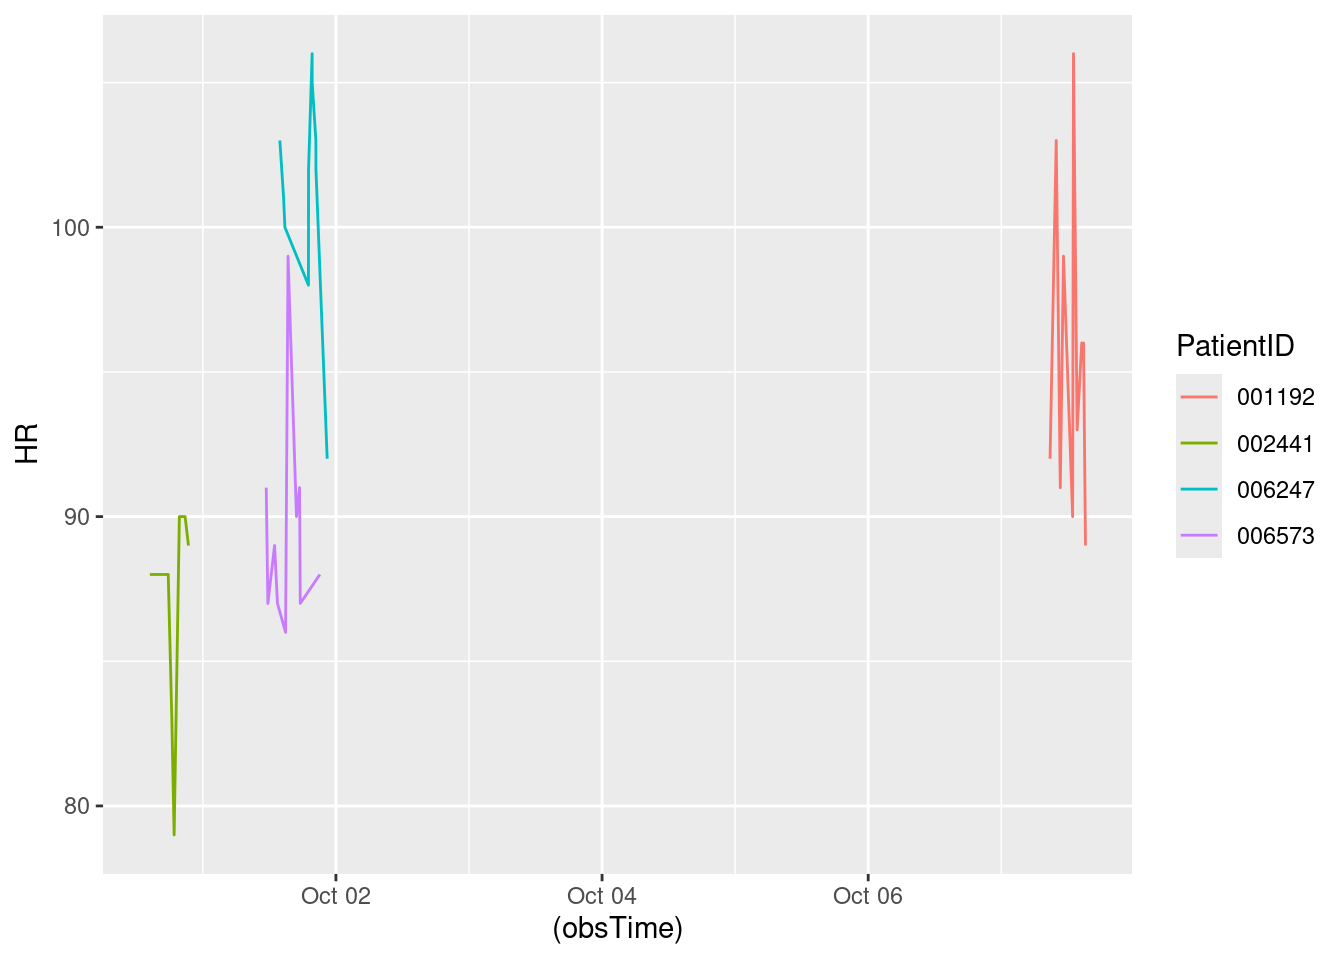 HR
100
90
80
Oct 02
Oct 04
Oct 06
(obsTime)
PatientID
001192
002441
006247
006573